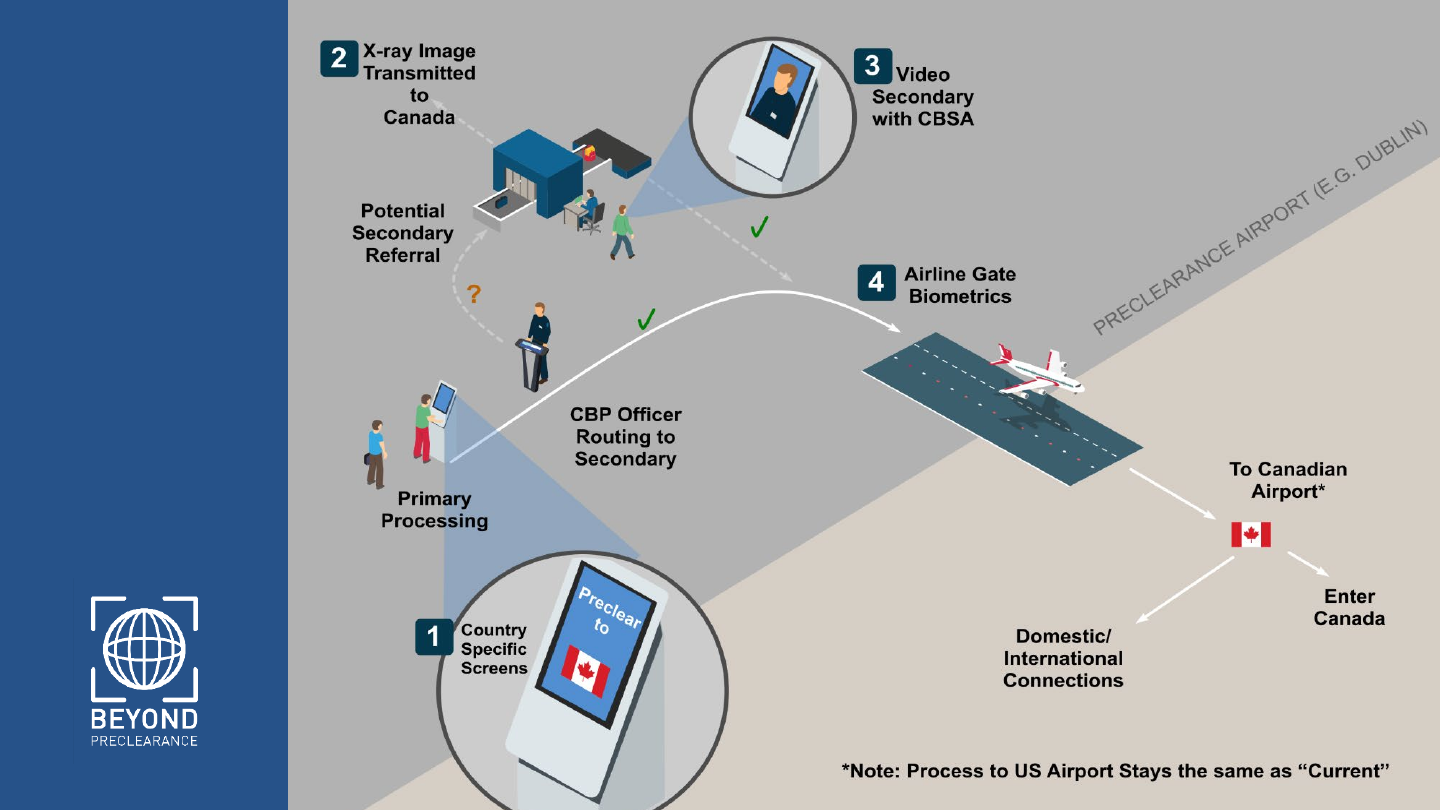 2
X-ray Image
Transmitted
to
Canada
3
Video
Secondary
with CBSA
PRECLEARANCE AIRPORT (E.G. DUBLIN)
Potential
Secondary
Referral
?
4
Airline Gate
Biometrics
CBP Officer
Routing to
Secondary
Primary
Processing
To Canadian
Airport*
Enter
Canada
Domestic/
International
Connections
1
Country
Specific
Screens
Preclear
to
BEYOND
PRECLEARANCE
*Note: Process to US Airport Stays the same as “Current”